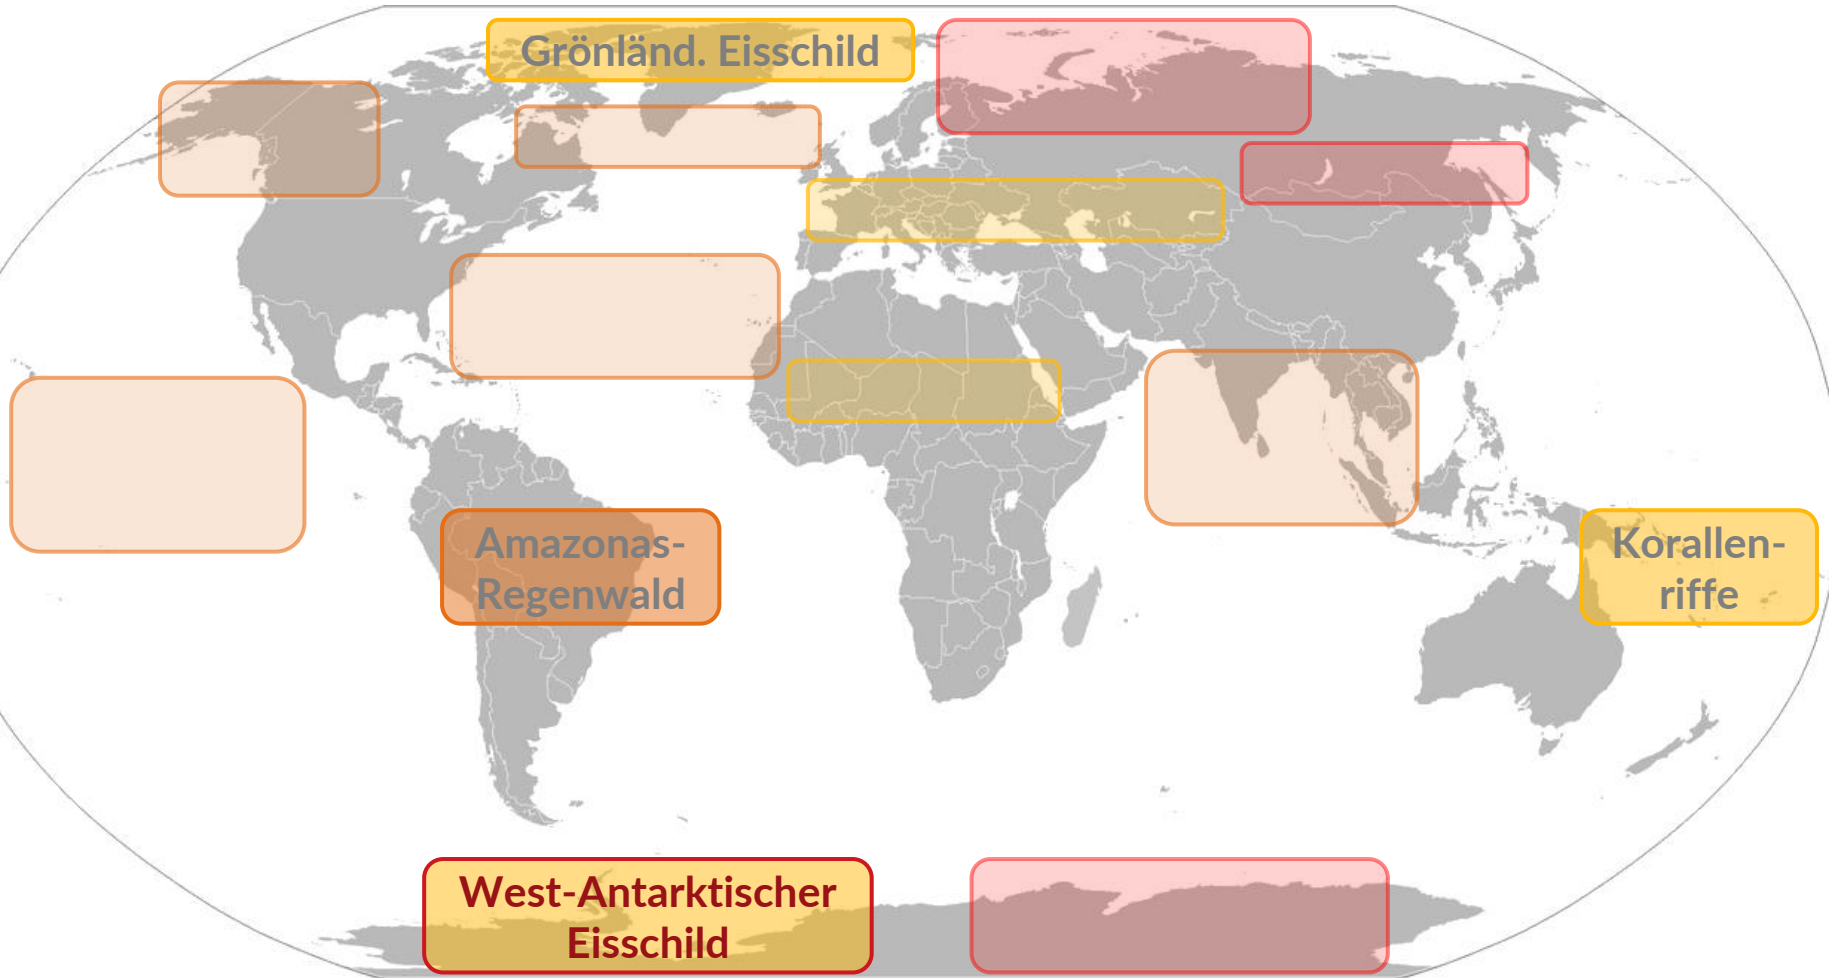 Grönländ. Eisschild
Amazonas-
Regenwald
Korallen-
riffe
West-Antarktischer
Eisschild